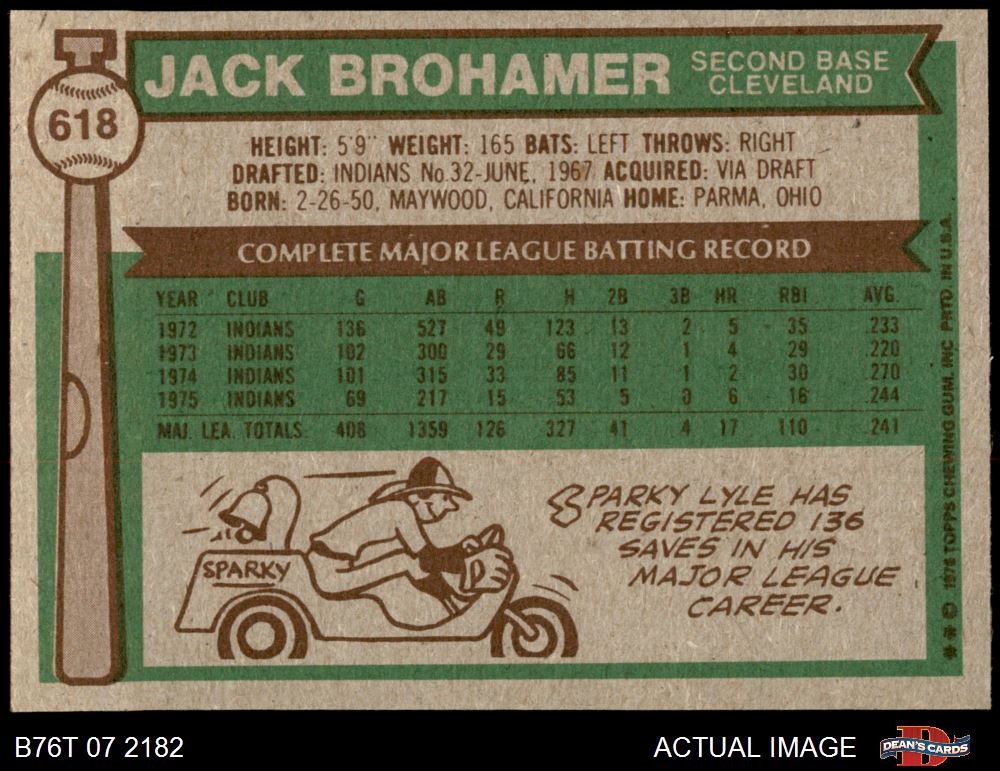 618
JACK BROHAMER
SECOND BASE
CLEVELAND
HEIGHT: 5'9" WEIGHT: 165 BATS: LEFT THROWS: RIGHT
DRAFTED: INDIANS No.32-JUNE, 1967 ACQUIRED: VIA DRAFT
BORN: 2-26-50, MAYWOOD, CALIFORNIA HOME: PARMA, OHIO
COMPLETE MAJOR LEAGUE BATTING RECORD
YEAR CLUB G AB R H 2B 3B HR RBI AVG.
1972 INDIANS 136 527 49 123 13 2 5 35 .233
1973 INDIANS 102 300 29 66 12 1 4 29 .220
1974 INDIANS 101 315 33 85 11 1 2 30 .270
1975 INDIANS 69 217 15 53 5 0 6 16 .244
MAJ. LEA. TOTALS 408 1359 126 327 41 4 17 110 .241
SPARKY
SPARKY LYLE HAS
REGISTERED 136
SAVES IN HIS
MAJOR LEAGUE
CAREER.
** © 1976 TOPPS CHEWING GUM, INC. PRTD. IN U.S.A.
B76T 07 2182
ACTUAL IMAGE
DEAN'S CARDS